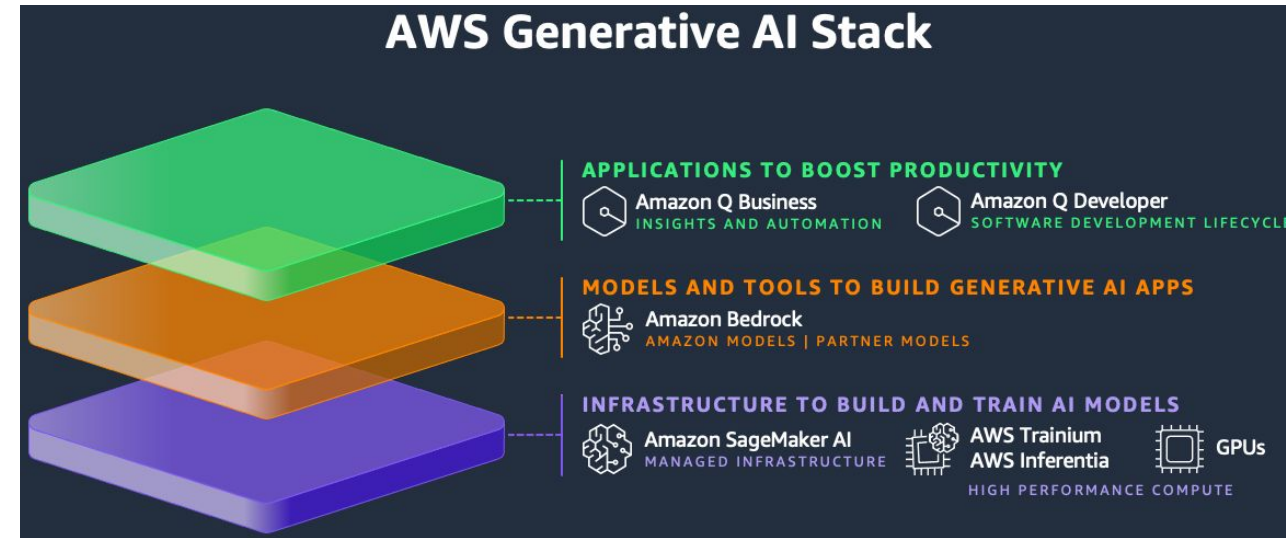 AWS Generative AI Stack
APPLICATIONS TO BOOST PRODUCTIVITY
Amazon Q Business
INSIGHTS AND AUTOMATION
Amazon Q Developer
SOFTWARE DEVELOPMENT LIFECYCLE
MODELS AND TOOLS TO BUILD GENERATIVE AI APPS
Amazon Bedrock
AMAZON MODELS | PARTNER MODELS
INFRASTRUCTURE TO BUILD AND TRAIN AI MODELS
Amazon SageMaker AI
MANAGED INFRASTRUCTURE
AWS Trainium
AWS Inferentia
HIGH PERFORMANCE COMPUTE
GPUs